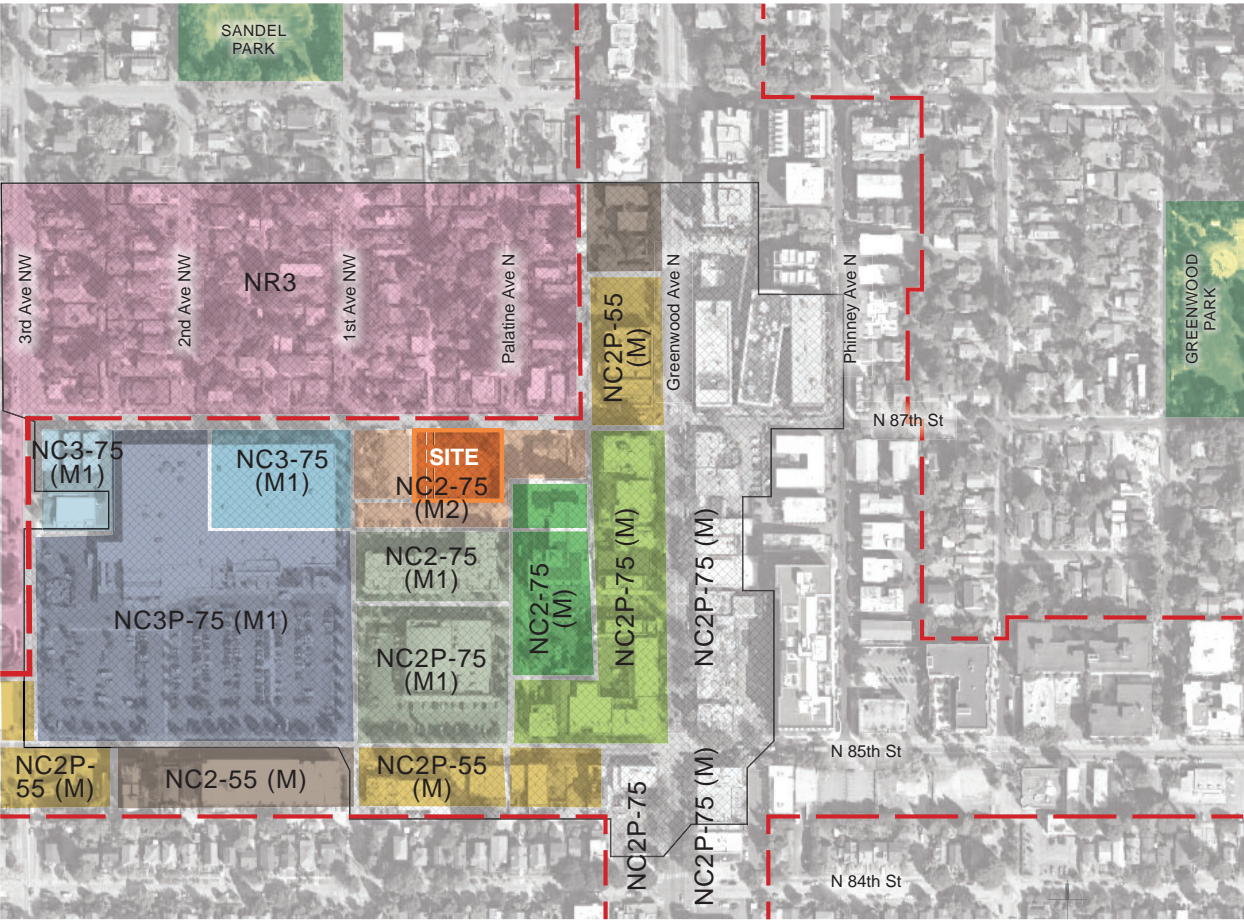 SANDEL
PARK
NR3
3rd Ave NW
2nd Ave NW
1st Ave NW
Palatine Ave N
NC2P-55
(M)
Greenwood Ave N
Phinney Ave N
GREENWOOD
PARK
N 87th St
NC3-75
(M1)
NC3-75
(M1)
SITE
NC2-75
(M2)
NC2-75
(M1)
NC2-75
(M)
NC2P-75 (M)
NC2P-75 (M)
NC3P-75 (M1)
NC2P-75
(M1)
N 85th St
NC2P-
55 (M)
NC2-55 (M)
NC2P-55
(M)
NC2P-75
NC2P-75 (M)
N 84th St